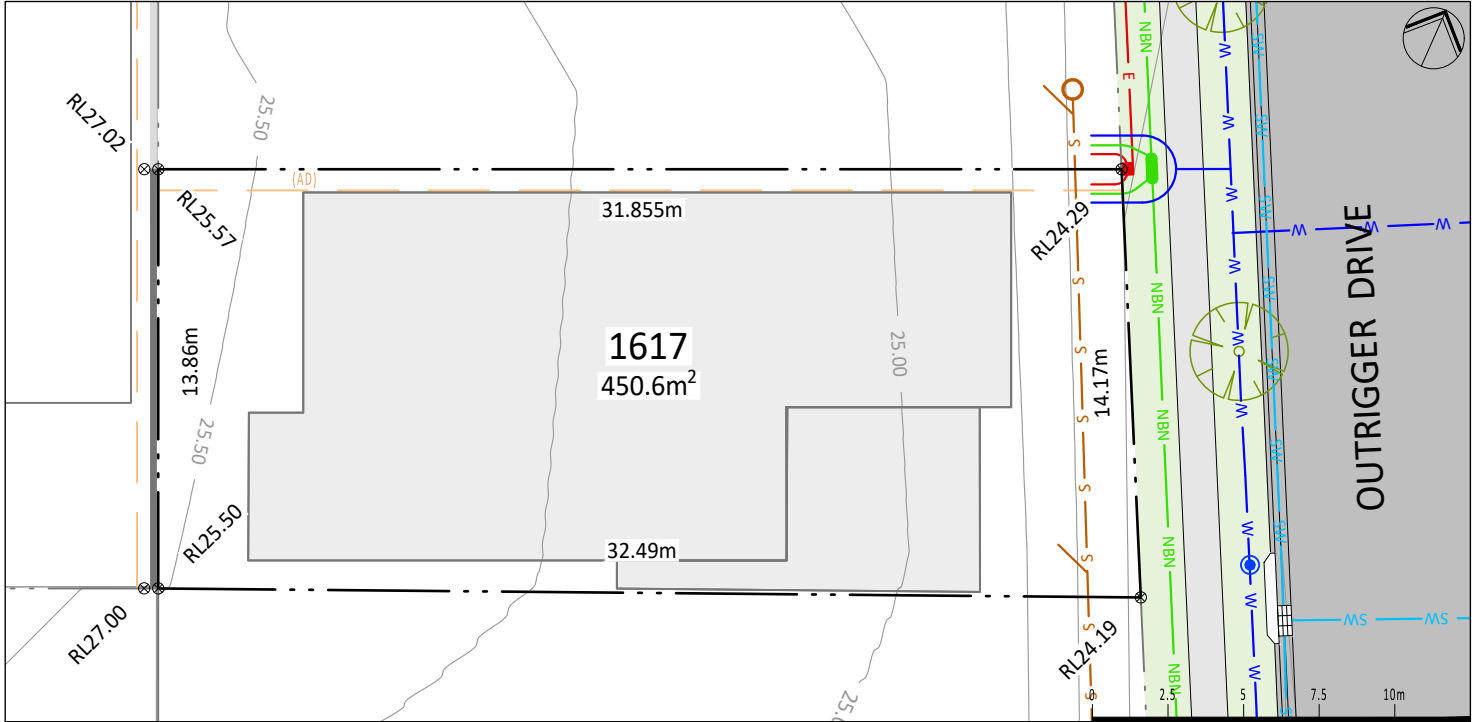 RL27.02
25.50
(AD)
RL25.57
31.855m
RL24.29
E
NBN
W
SW
S
13.86m
1617
450.6m²
25.00
14.17m
OUTRIGGER DRIVE
25.50
RL25.50
32.49m
RL27.00
RL24.19
0
2.5
5
7.5
10m